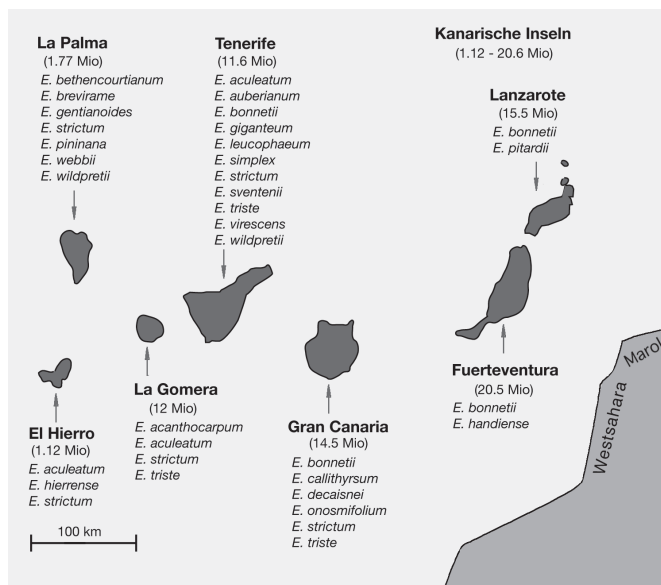 La Palma
(1.77 Mio)
E. bethencourtianum
E. brevirame
E. gentianoides
E. strictum
E. pininana
E. webbii
E. wildpretii
Tenerife
(11.6 Mio)
E. aculeatum
E. auberianum
E. bonnetii
E. giganteum
E. leucophaeum
E. simplex
E. strictum
E. sventenii
E. triste
E. virescens
E. wildpretii
Kanarische Inseln
(1.12 - 20.6 Mio)
Lanzarote
(15.5 Mio)
E. bonnetii
E. pitardii
El Hierro
(1.12 Mio)
E. aculeatum
E. hierrense
E. strictum
La Gomera
(12 Mio)
E. acanthocarpum
E. aculeatum
E. strictum
E. triste
Gran Canaria
(14.5 Mio)
E. bonnetii
E. callithyrsum
E. decaisnei
E. onosmifolium
E. strictum
E. triste
Fuerteventura
(20.5 Mio)
E. bonnetii
E. handiense
Westsahara
Marok
100 km